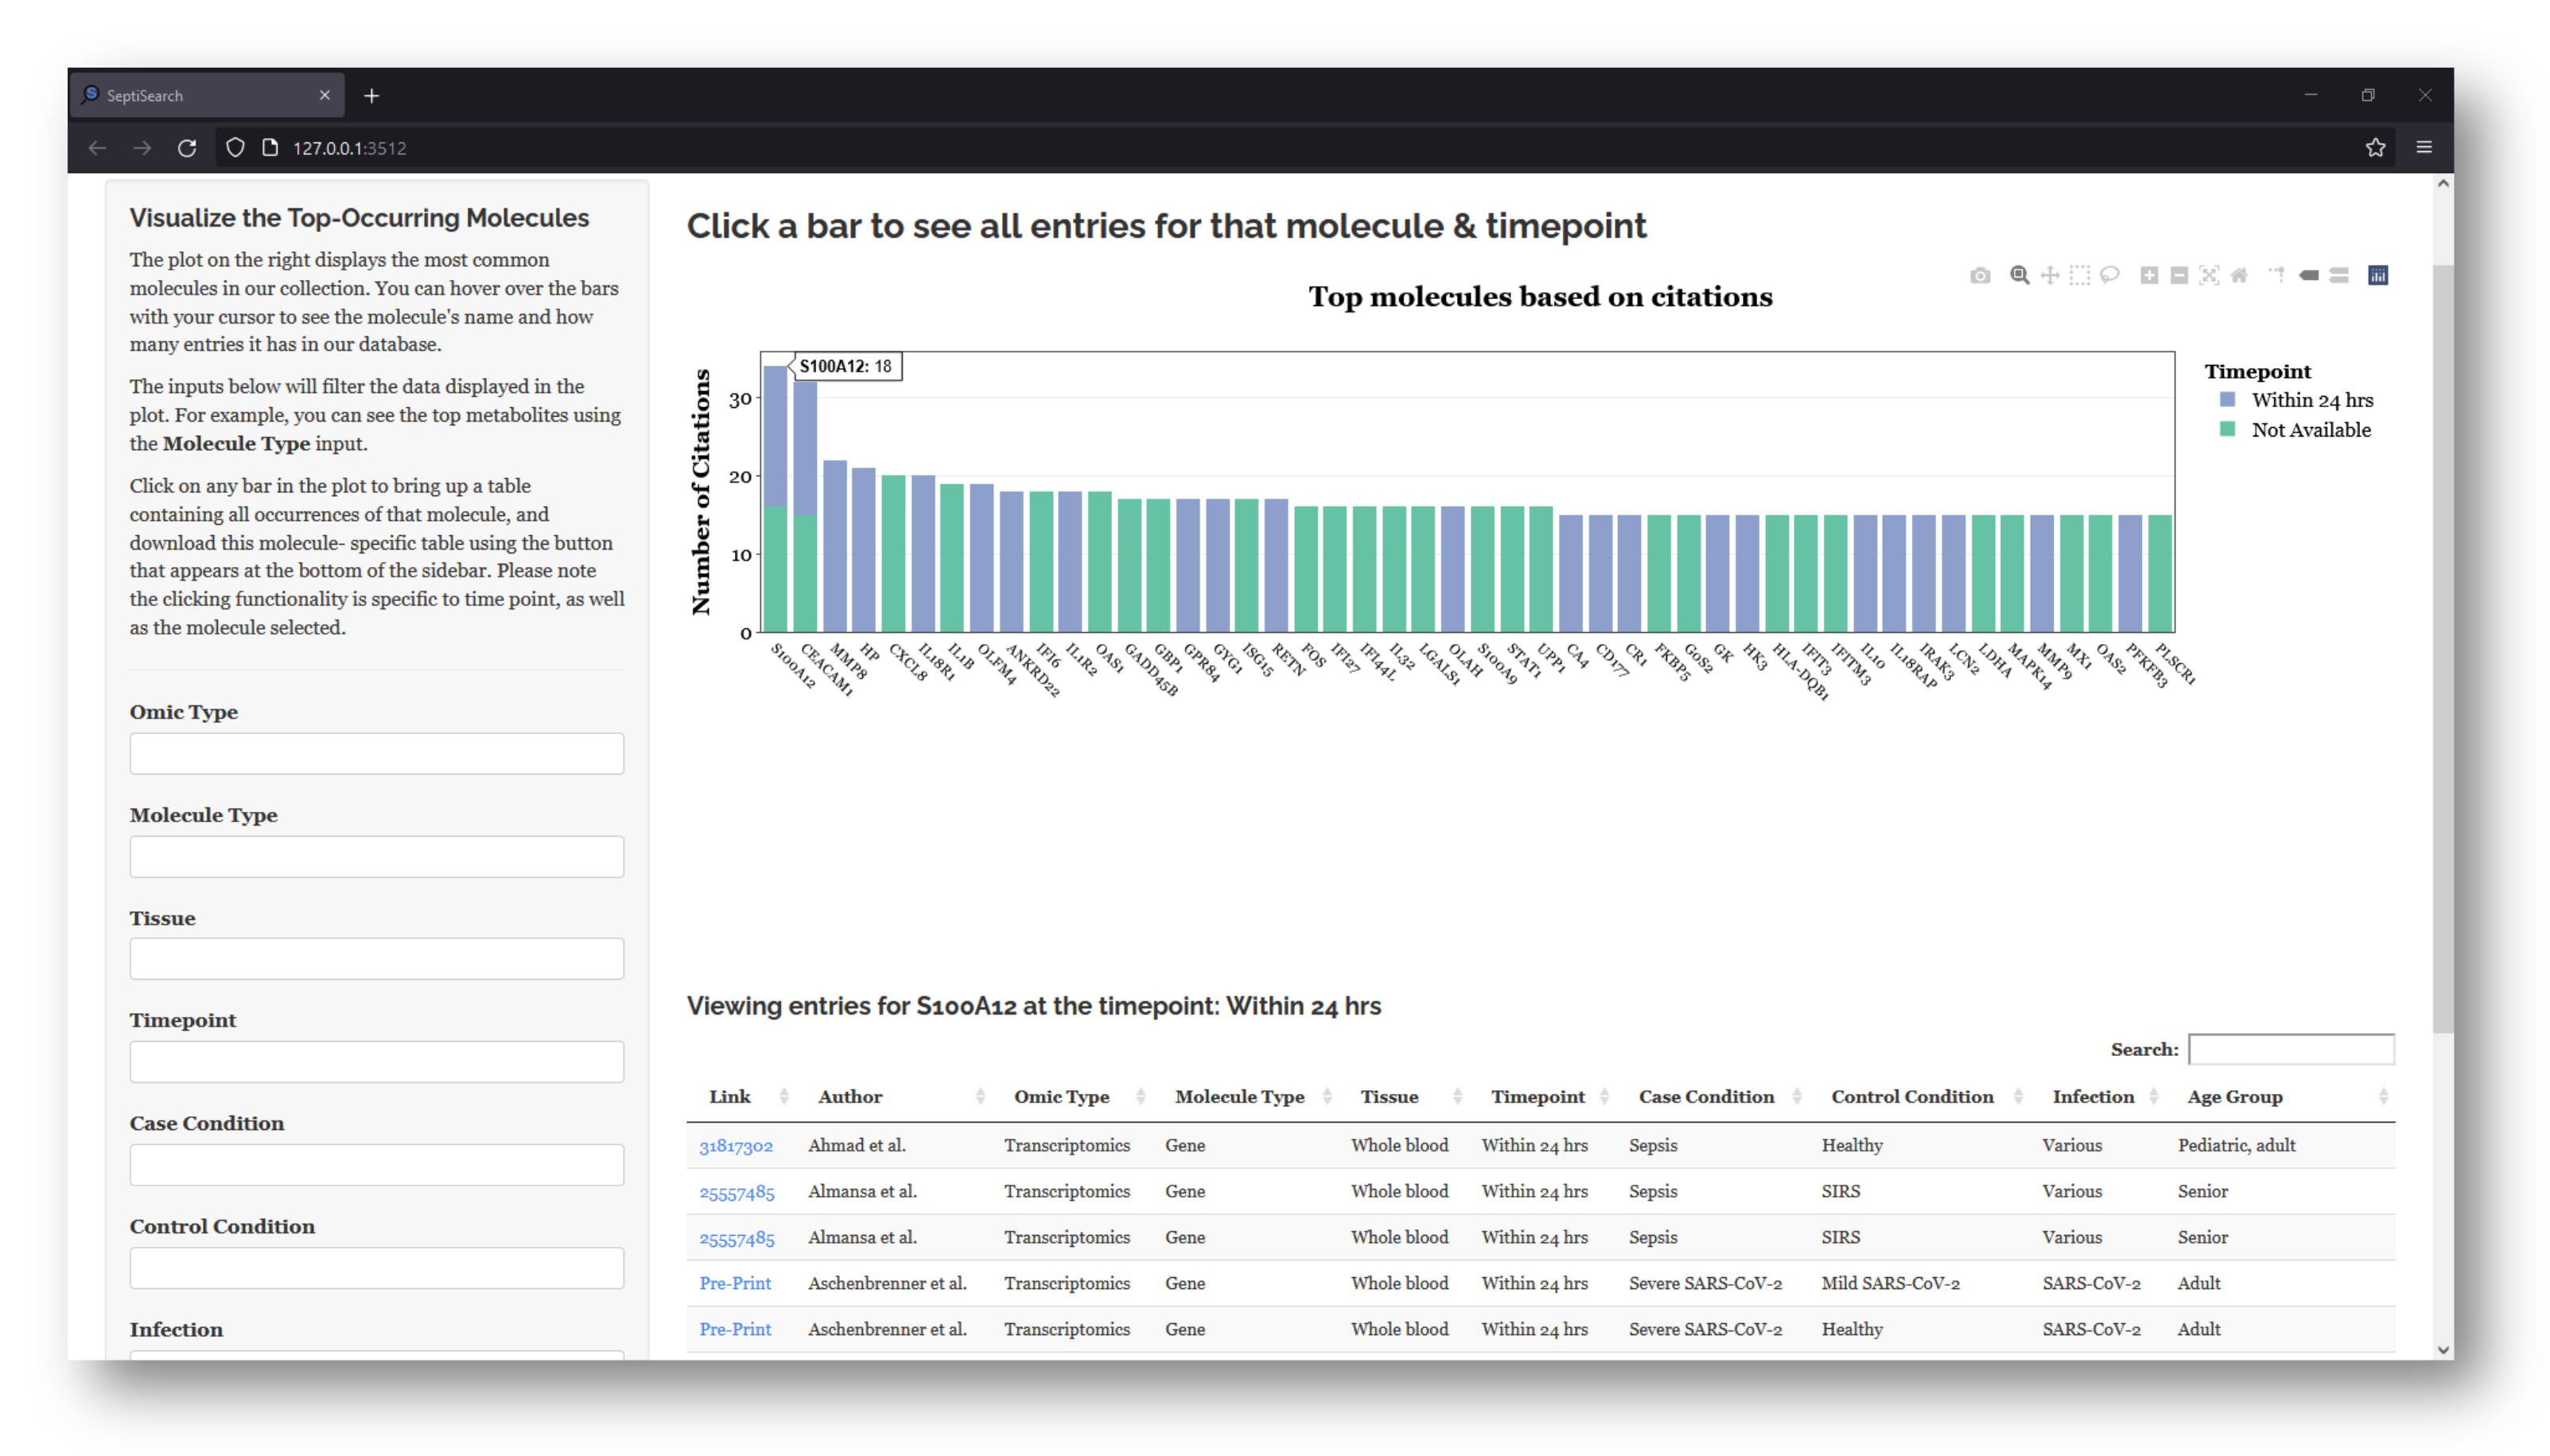 SeptiSearch
127.0.0.1:3512
Visualize the Top-Occurring Molecules
The plot on the right displays the most common
molecules in our collection. You can hover over the bars
with your cursor to see the molecule's name and how
many entries it has in our database.
The inputs below will filter the data displayed in the
plot. For example, you can see the top metabolites using
the Molecule Type input.
Click on any bar in the plot to bring up a table
containing all occurrences of that molecule, and
download this molecule- specific table using the button
that appears at the bottom of the sidebar. Please note
the clicking functionality is specific to time point, as well
as the molecule selected.
Omic Type
Molecule Type
Tissue
Timepoint
Case Condition
Control Condition
Infection
Click a bar to see all entries for that molecule & timepoint
Top molecules based on citations
Number of Citations
30
20
10
0
S100A12: 18
Timepoint
Within 24 hrs
Not Available
S100A12
CEACAM1
MMP8
HP
CXCL8
IL18R1
IL1B
OLFM4
ANKRD22
IFI6
IL1R2
OAS1
GADD45B
GBP1
GPR84
GYG1
ISG15
RETN
FOS
IFI27
IFI44L
IL32
LGALS1
OLAH
S100A9
STAT1
UPP1
CA4
CD177
CR1
FKBP5
G0S2
GK
HK3
HLA-DQB1
IFIT3
IFITM3
IL10
IL18RAP
IRAK3
LCN2
LDHA
MAPK14
MMP9
MX1
OAS2
PFKFB3
PLSCR1
Viewing entries for S100A12 at the timepoint: Within 24 hrs
Search:
Link Author Omic Type Molecule Type Tissue Timepoint Case Condition Control Condition Infection Age Group
31817302 Ahmad et al. Transcriptomics Gene Whole blood Within 24 hrs Sepsis Healthy Various Pediatric, adult
25557485 Almansa et al. Transcriptomics Gene Whole blood Within 24 hrs Sepsis SIRS Various Senior
25557485 Almansa et al. Transcriptomics Gene Whole blood Within 24 hrs Sepsis SIRS Various Senior
Pre-Print Aschenbrenner et al. Transcriptomics Gene Whole blood Within 24 hrs Severe SARS-CoV-2 Mild SARS-CoV-2 SARS-CoV-2 Adult
Pre-Print Aschenbrenner et al. Transcriptomics Gene Whole blood Within 24 hrs Severe SARS-CoV-2 Healthy SARS-CoV-2 Adult